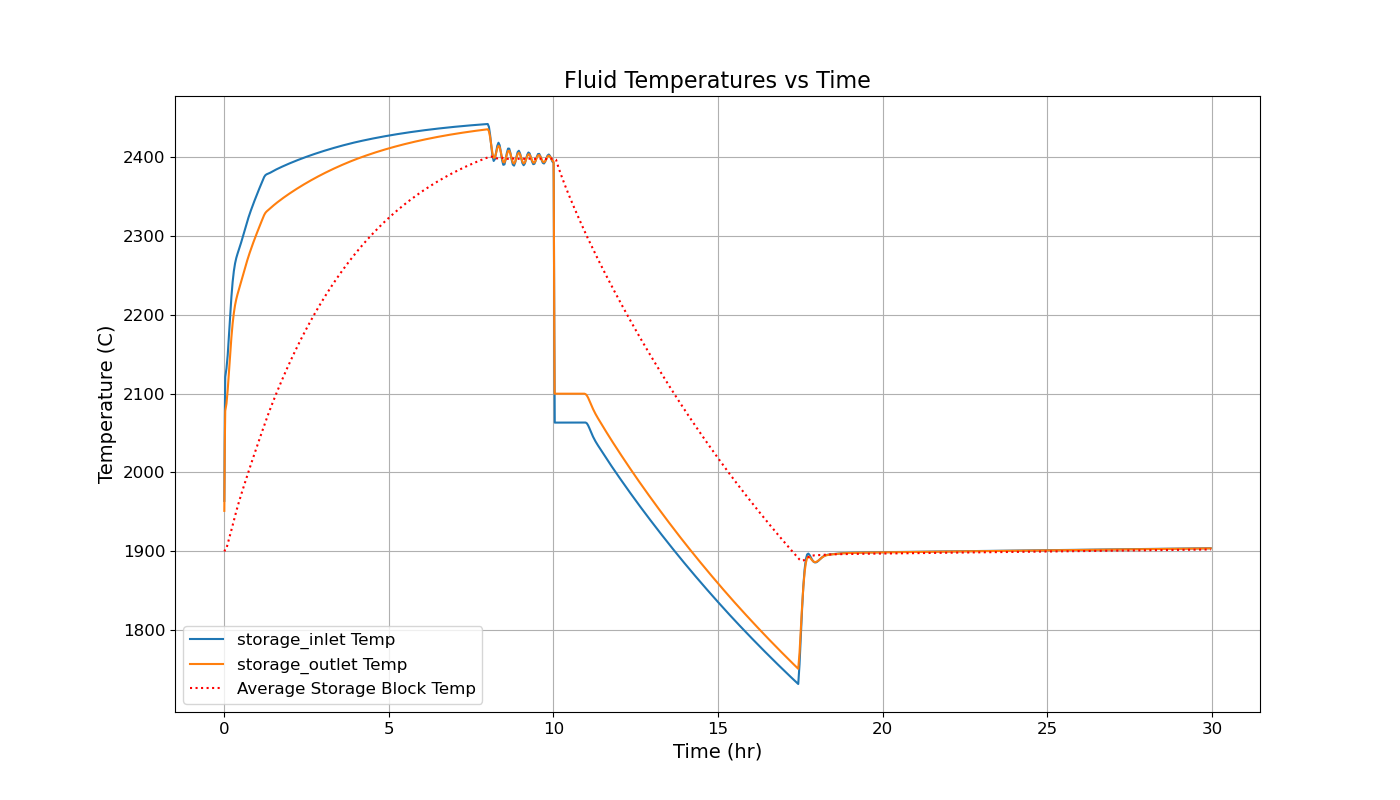 Fluid Temperatures vs Time
Temperature (C)
2400
2300
2200
2100
2000
1900
1800
storage_inlet Temp
storage_outlet Temp
Average Storage Block Temp
0 5 10 15 20 25 30
Time (hr)